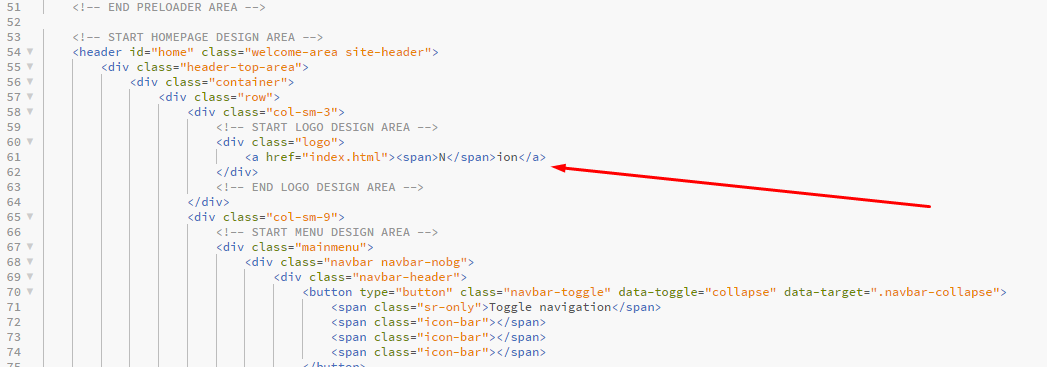 51 <!-- END PRELOADER AREA -->
52
53 <!-- START HOMEPAGE DESIGN AREA -->
54 <header id="home" class="welcome-area site-header">
55 <div class="header-top-area">
56 <div class="container">
57 <div class="row">
58 <div class="col-sm-3">
59 <!-- START LOGO DESIGN AREA -->
60 <div class="logo">
61 <a href="index.html"><span>N</span>ion</a>
62 </div>
63 <!-- END LOGO DESIGN AREA -->
64 </div>
65 <div class="col-sm-9">
66 <!-- START MENU DESIGN AREA -->
67 <div class="mainmenu">
68 <div class="navbar navbar-nobg">
69 <div class="navbar-header">
70 <button type="button" class="navbar-toggle" data-toggle="collapse" data-target=".navbar-collapse">
71 <span class="sr-only">Toggle navigation</span>
72 <span class="icon-bar"></span>
73 <span class="icon-bar"></span>
74 <span class="icon-bar"></span>
75 </button>